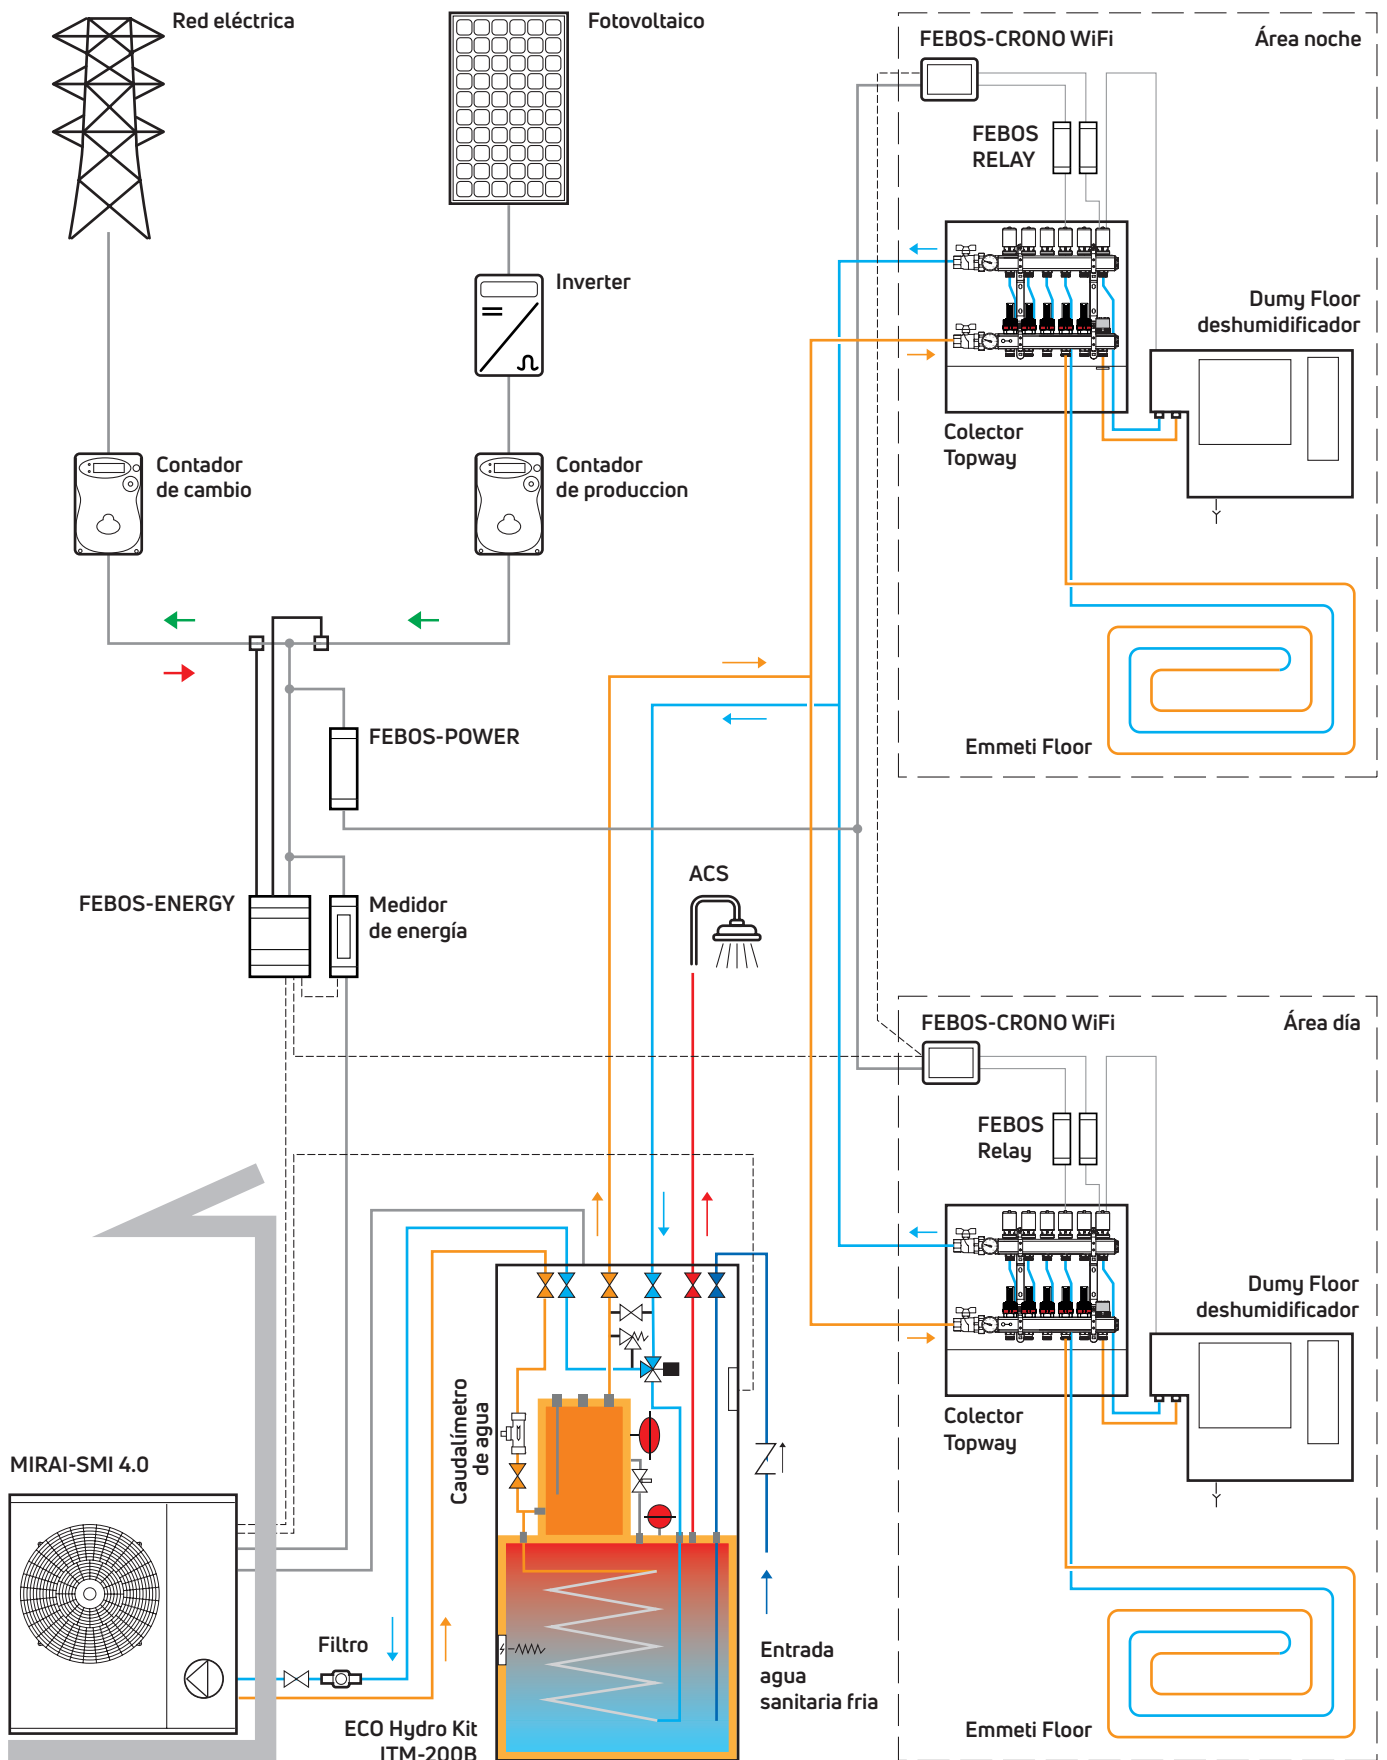 Red eléctrica
Fotovoltaico
FEBOS-CRONO WiFi
Área noche
FEBOS
RELAY
Inverter
Dumy Floor
deshumidificador
Contador
de cambio
Contador
de produccion
Colector
Topway
FEBOS-POWER
Emmeti Floor
FEBOS-ENERGY
Medidor
de energía
ACS
FEBOS-CRONO WiFi
Área día
FEBOS
Relay
Dumy Floor
deshumidificador
Caudalímetro
de agua
Colector
Topway
MIRAI-SMI 4.0
Filtro
Entrada
agua
sanitaria fria
ECO Hydro Kit
ITM-200B
Emmeti Floor